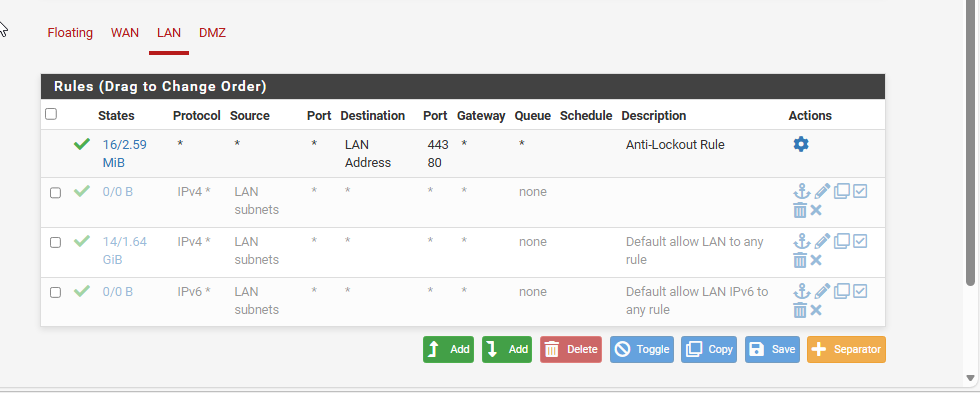 Floating WAN LAN DMZ
Rules (Drag to Change Order)
States Protocol Source Port Destination Port Gateway Queue Schedule Description Actions
16/2.59 * * * LAN 443 * * Anti-Lockout Rule
MiB Address 80
0/0 B IPv4 * LAN * * * * none
subnets
14/1.64 IPv4 * LAN * * * * none Default allow LAN to any
GiB subnets rule
0/0 B IPv6 * LAN * * * * none Default allow LAN IPv6 to
subnets any rule
Add Add Delete Toggle Copy Save Separator